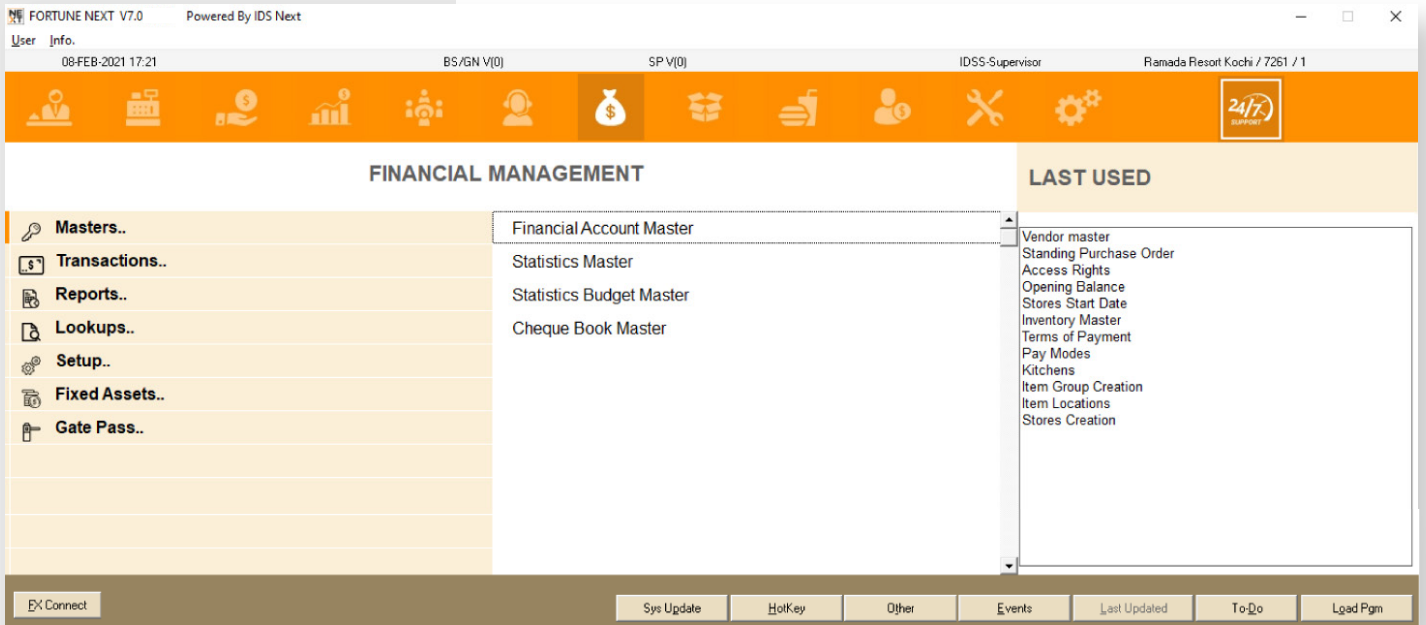 FORTUNE NEXT V7.0 Powered By IDS Next
User Info.
08-FEB-2021 17:21 BS/GN V(0) SP V(0) IDSS-Supervisor Ramada Resort Kochi / 7261 / 1
24/7
SUPPORT
FINANCIAL MANAGEMENT
Masters..
Transactions..
Reports..
Lookups..
Setup..
Fixed Assets..
Gate Pass..
Financial Account Master
Statistics Master
Statistics Budget Master
Cheque Book Master
LAST USED
Vendor master
Standing Purchase Order
Access Rights
Opening Balance
Stores Start Date
Inventory Master
Terms of Payment
Pay Modes
Kitchens
Item Group Creation
Item Locations
Stores Creation
FX Connect Sys Update HotKey Other Events Last Updated To-Do Load Pgm